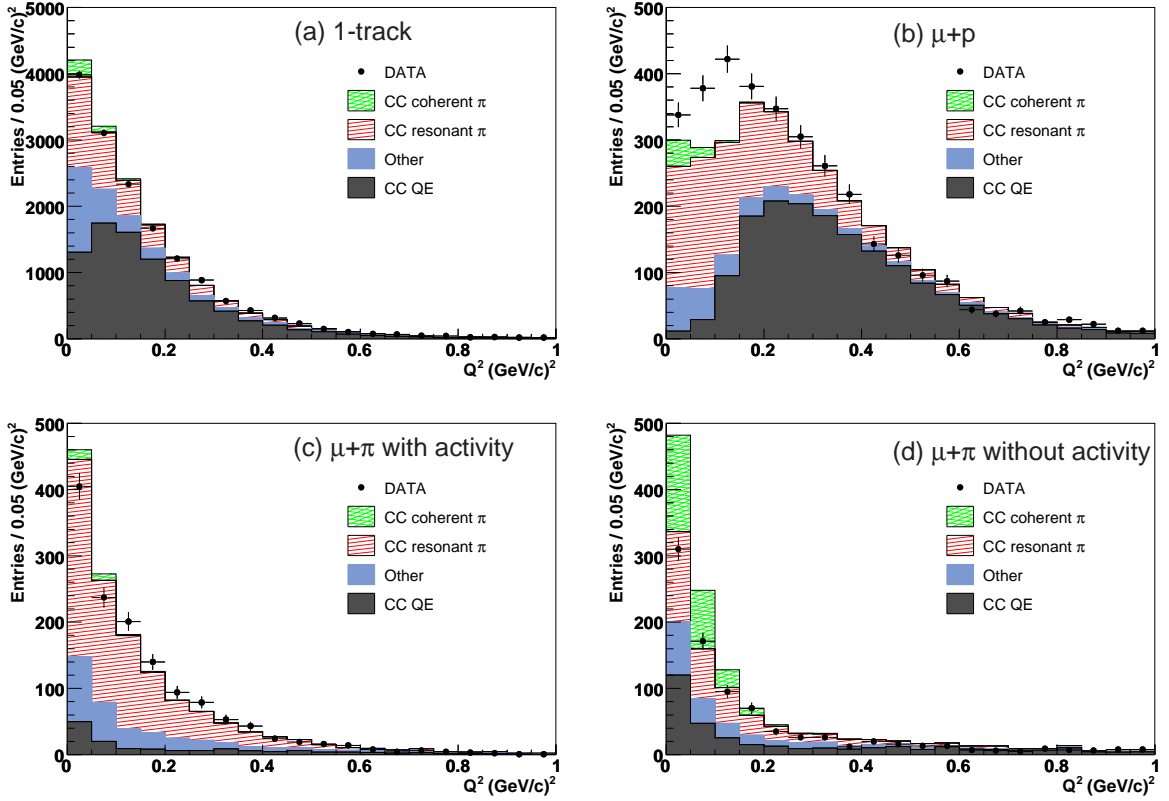 (a) 1-track
Entries / 0.05 (GeV/c)²
5000
4000
3000
2000
1000
0
DATA
CC coherent π
CC resonant π
Other
CC QE
0 0.2 0.4 0.6 0.8 1
Q² (GeV/c)²
(b) μ+p
Entries / 0.05 (GeV/c)²
500
400
300
200
100
0
DATA
CC coherent π
CC resonant π
Other
CC QE
0 0.2 0.4 0.6 0.8 1
Q² (GeV/c)²
(c) μ+π with activity
Entries / 0.05 (GeV/c)²
500
400
300
200
100
0
DATA
CC coherent π
CC resonant π
Other
CC QE
0 0.2 0.4 0.6 0.8 1
Q² (GeV/c)²
(d) μ+π without activity
Entries / 0.05 (GeV/c)²
500
400
300
200
100
0
DATA
CC coherent π
CC resonant π
Other
CC QE
0 0.2 0.4 0.6 0.8 1
Q² (GeV/c)²